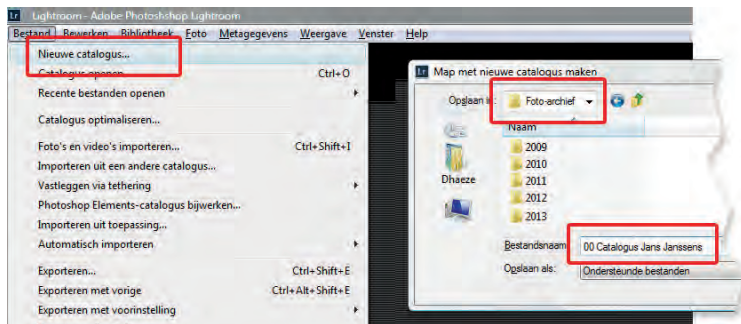 Lightroom - Adobe Photoshshop Lightroom
Bestand Bewerken Bibliotheek Foto Metagegevens Weergave Venster Help
Nieuwe catalogus...
Catalogus openen... Ctrl+O
Recente bestanden openen
Catalogus optimaliseren...
Foto's en video's importeren... Ctrl+Shift+I
Importeren uit een andere catalogus...
Vastleggen via tethering
Photoshop Elements-catalogus bijwerken...
Importeren uit toepassing...
Automatisch importeren
Exporteren... Ctrl+Shift+E
Exporteren met vorige Ctrl+Alt+Shift+E
Exporteren met voorinstelling
Map met nieuwe catalogus maken
Opslaan in: Foto-archief
Naam
2009
2010
2011
2012
2013
Dhaeze
Bestandsnaam 00 Catalogus Jans Janssens
Opslaan als: Ondersteunde bestanden